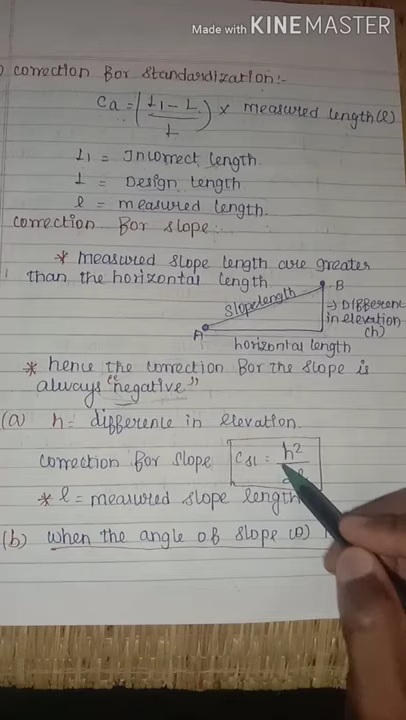 Made with KINEMASTER
correction for standardization:-
Ca = (L1 - L / L) × measured length(l)
L1 = Incorrect length.
L = Design length
l = measured length.
correction for slope:
* measured slope length are greater
than the horizontal length
slope length
B
→ Different
in elevation
(h)
A
horizontal length
* hence the correction for the slope is
always "negative"
(a) h = difference in elevation.
correction for slope Csl = h²
* l = measured slope length
(b) when the angle of slope (θ)